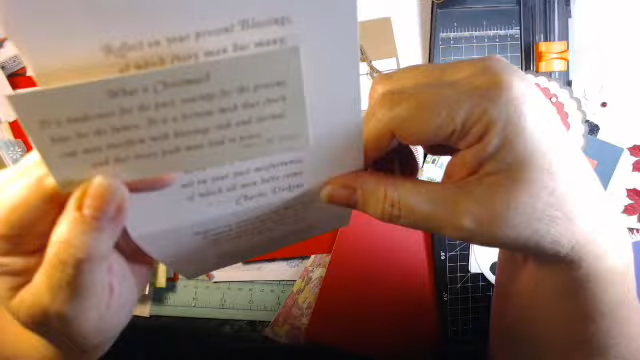 Reflect on your present Blessings,
of which every man has many,
What is Christmas?
It is tenderness for the past, courage for the present,
hope for the future. It is a fervent wish that every
cup may overflow with blessings rich and eternal
and that every path may lead to peace.
not on your past misfortunes,
of which all men have some
Charles Dickens